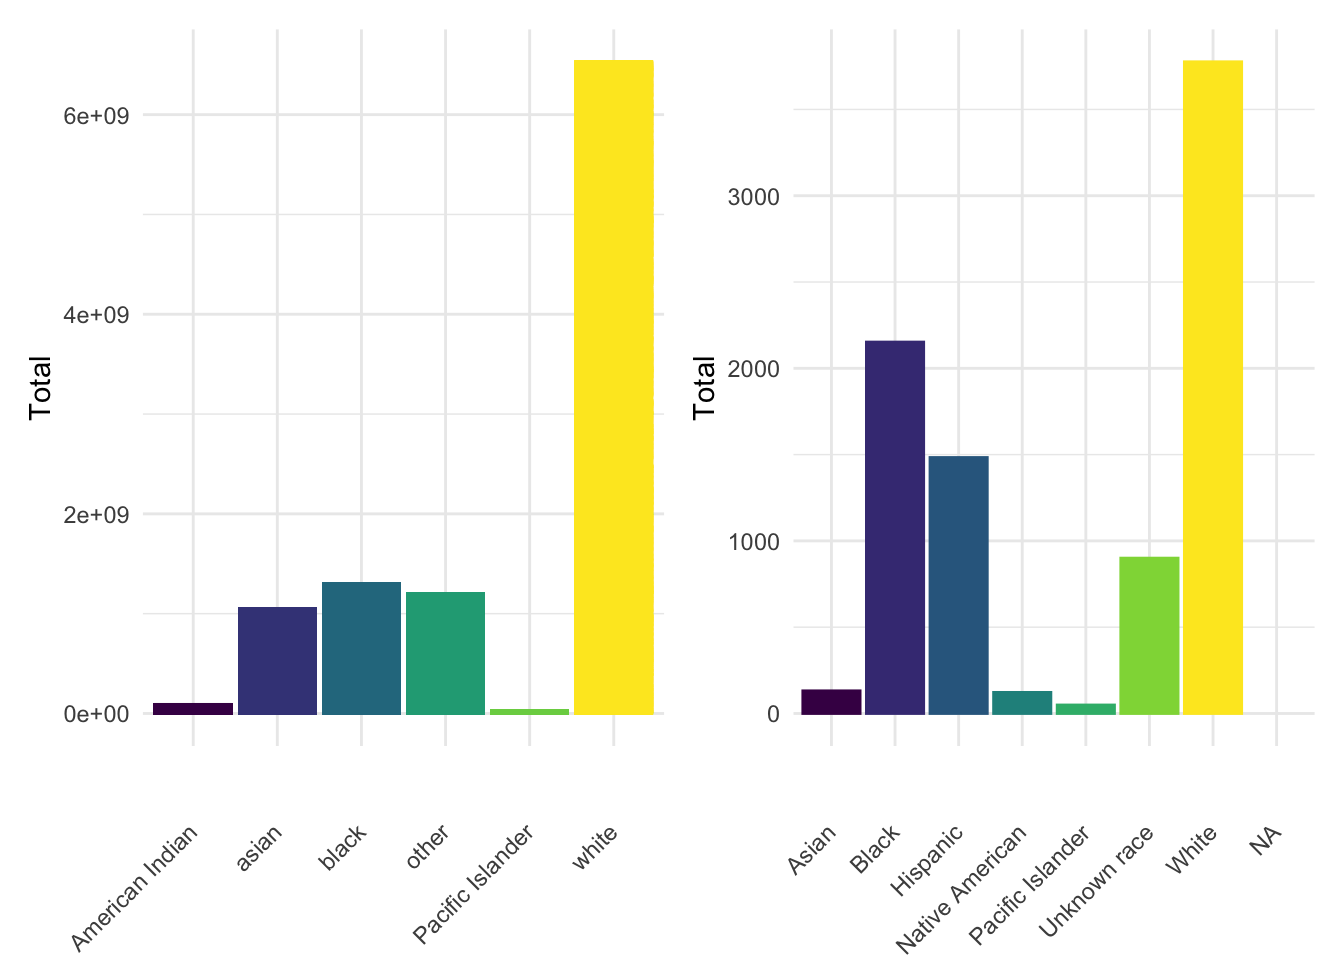 Total
6e+09
4e+09
2e+09
0e+00
American Indian
asian
black
other
Pacific Islander
white
Total
3000
2000
1000
0
Asian
Black
Hispanic
Native American
Pacific Islander
Unknown race
White
NA